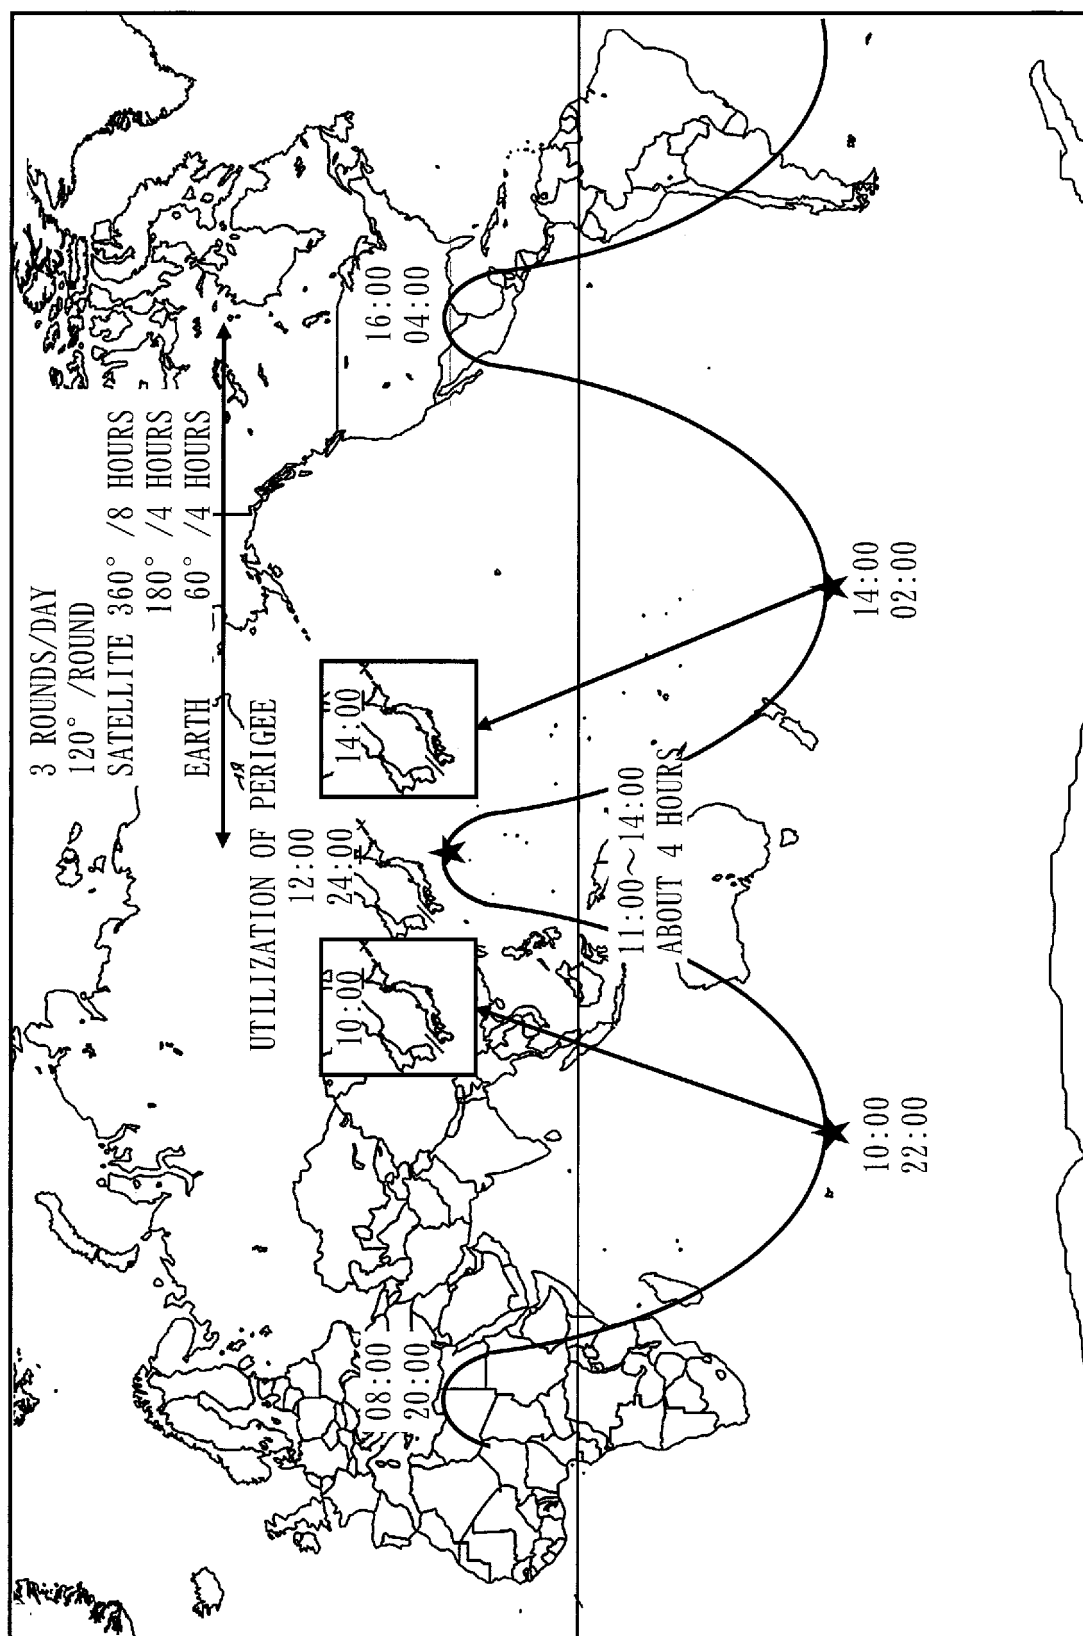 3 ROUNDS/DAY
120° /ROUND
SATELLITE 360° /8 HOURS
180° /4 HOURS
EARTH 60° /4 HOURS
UTILIZATION OF PERIGEE
12:00
24:00
10:00
14:00
08:00
20:00
16:00
04:00
11:00~14:00
ABOUT 4 HOURS
10:00
22:00
14:00
02:00